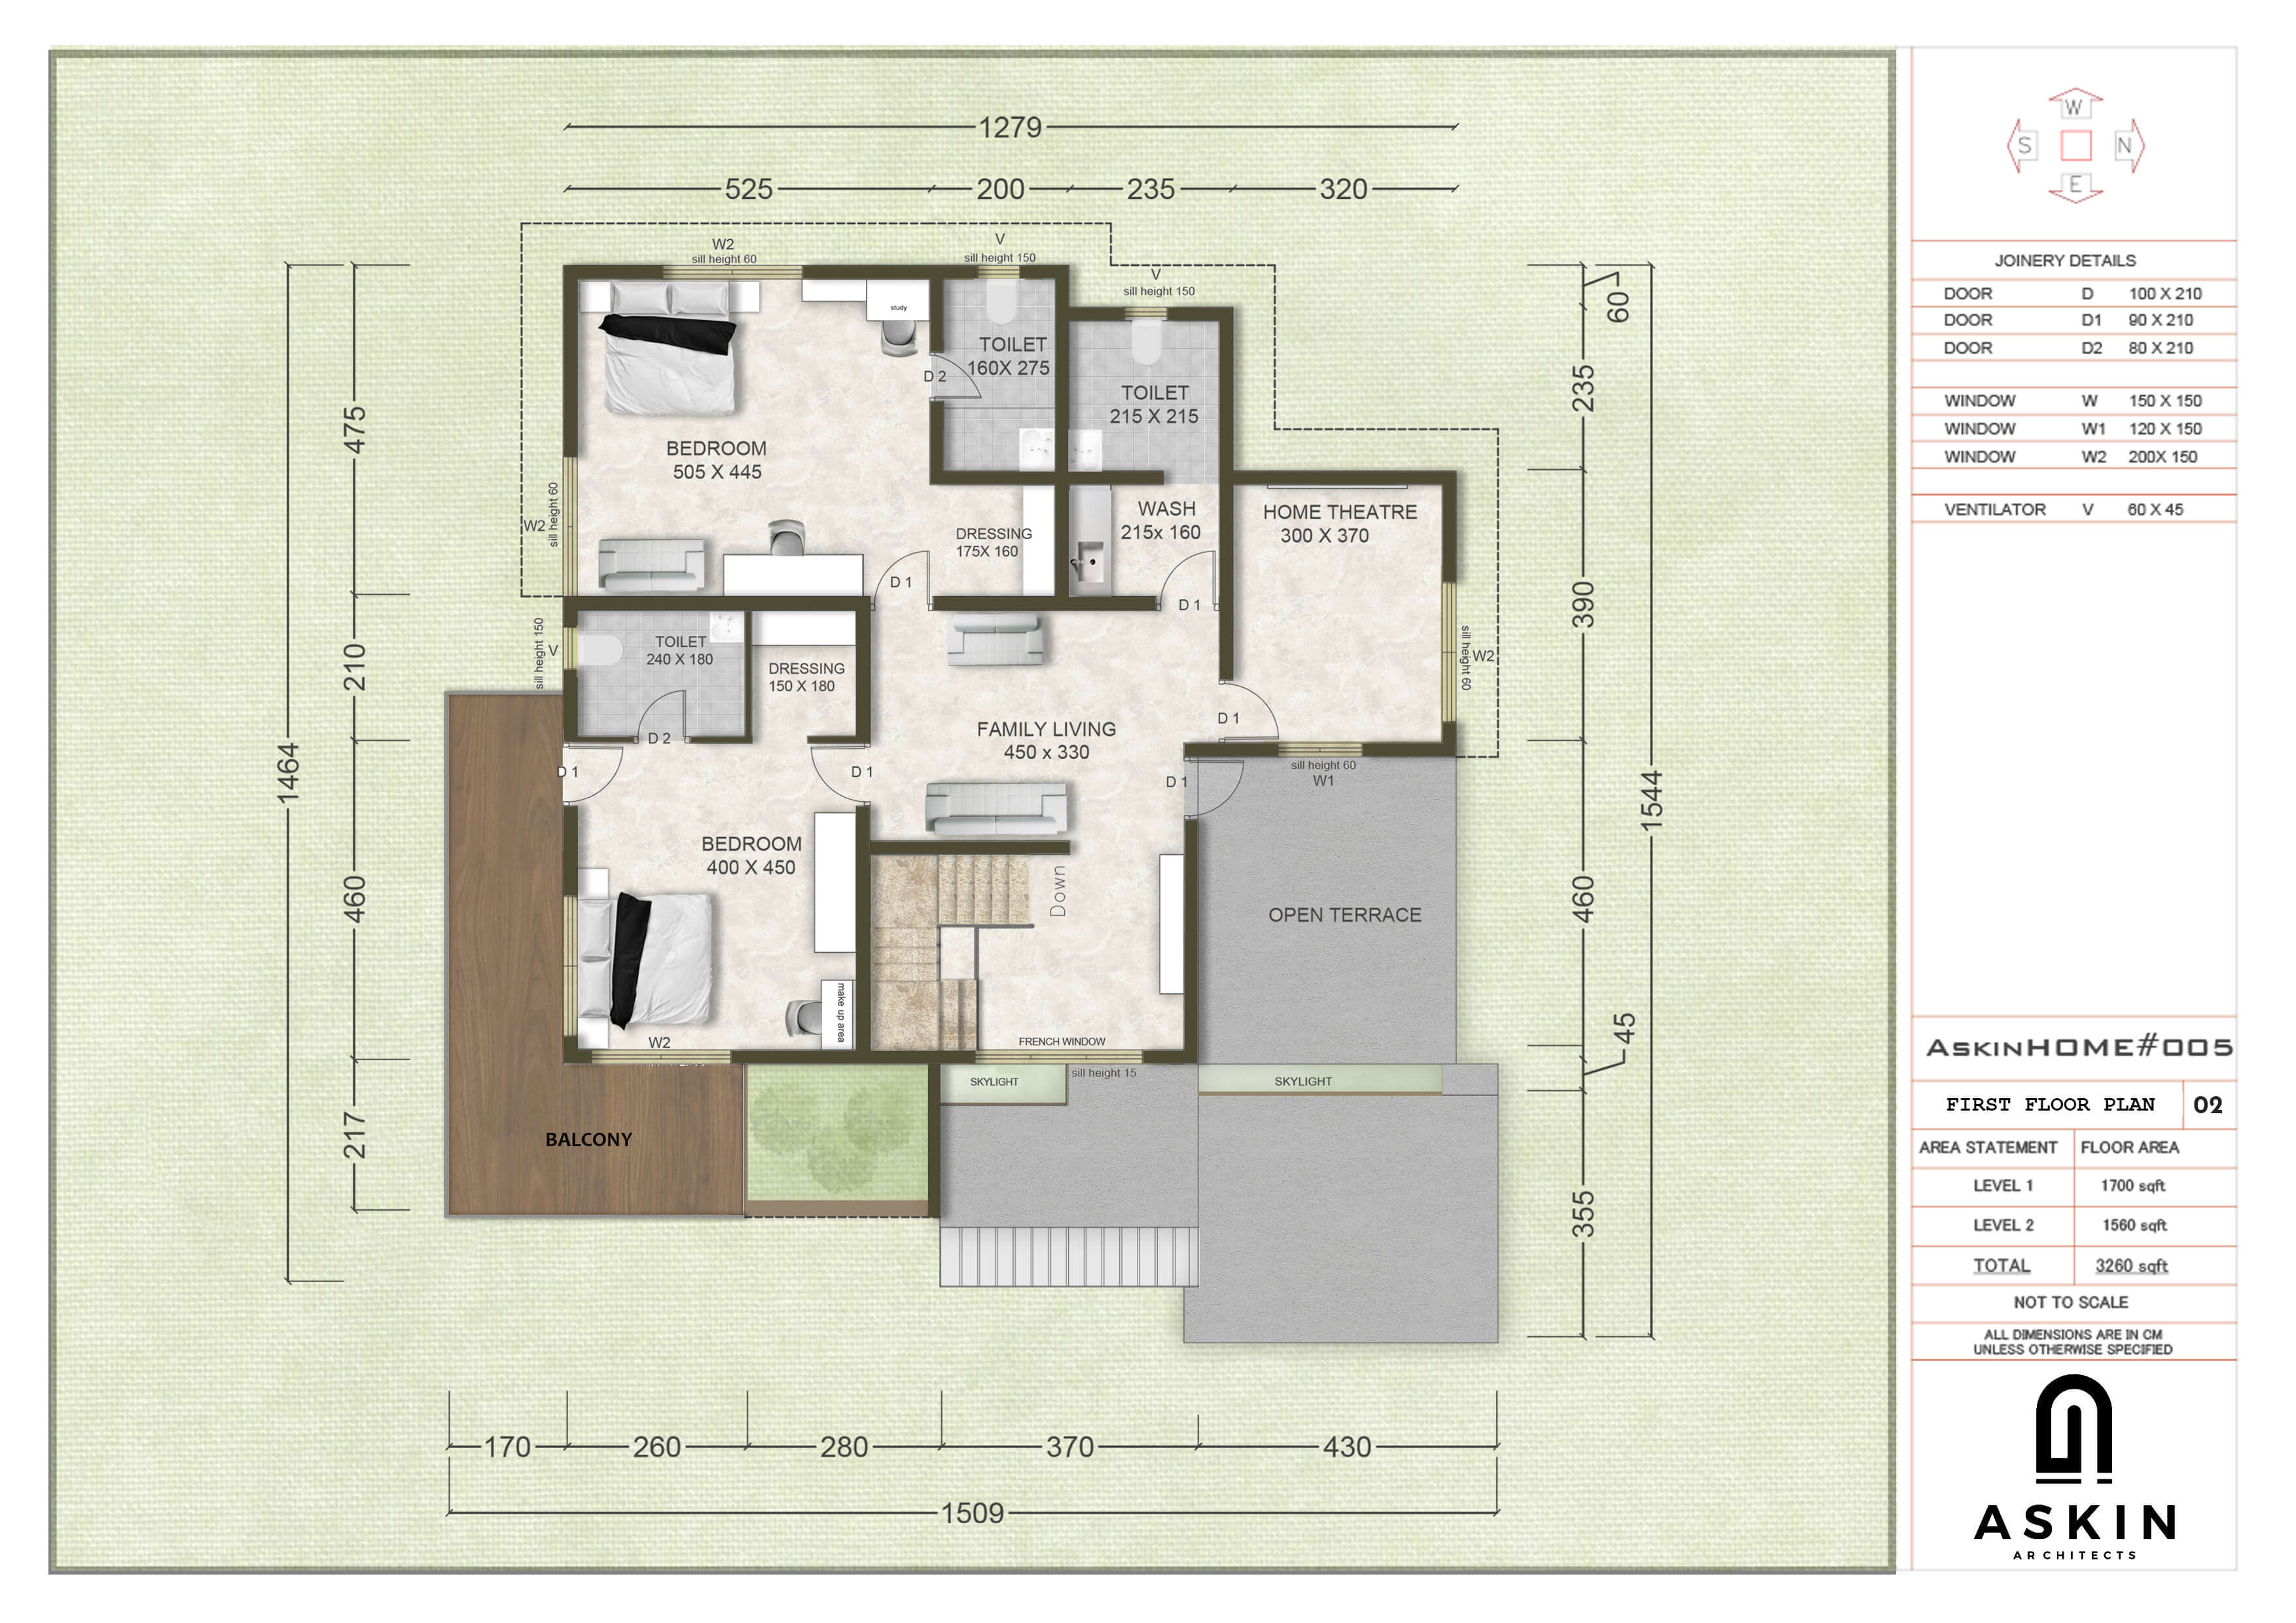 1279
525
200
235
320
W2
sill height 60
V
sill height 150
V
sill height 150
study
TOILET
160X 275
D 2
TOILET
215 X 215
BEDROOM
505 X 445
W2
sill height 60
DRESSING
175X 160
WASH
215x 160
HOME THEATRE
300 X 370
D 1
D 1
sill height 150
V
TOILET
240 X 180
DRESSING
150 X 180
sill height 60
W2
D 1
FAMILY LIVING
450 x 330
D 2
D 1
D 1
D 1
sill height 60
W1
BEDROOM
400 X 450
Down
OPEN TERRACE
make up area
W2
FRENCH WINDOW
sill height 15
SKYLIGHT
SKYLIGHT
BALCONY
1464
475
210
460
217
60
235
390
460
45
355
1544
170
260
280
370
430
1509
W
S
N
E
JOINERY DETAILS
DOOR D 100 X 210
DOOR D1 90 X 210
DOOR D2 80 X 210
WINDOW W 150 X 150
WINDOW W1 120 X 150
WINDOW W2 200X 150
VENTILATOR V 60 X 45
ASKINHOME#005
FIRST FLOOR PLAN 02
AREA STATEMENT FLOOR AREA
LEVEL 1 1700 sqft
LEVEL 2 1560 sqft
TOTAL 3260 sqft
NOT TO SCALE
ALL DIMENSIONS ARE IN CM
UNLESS OTHERWISE SPECIFIED
ASKIN
ARCHITECTS